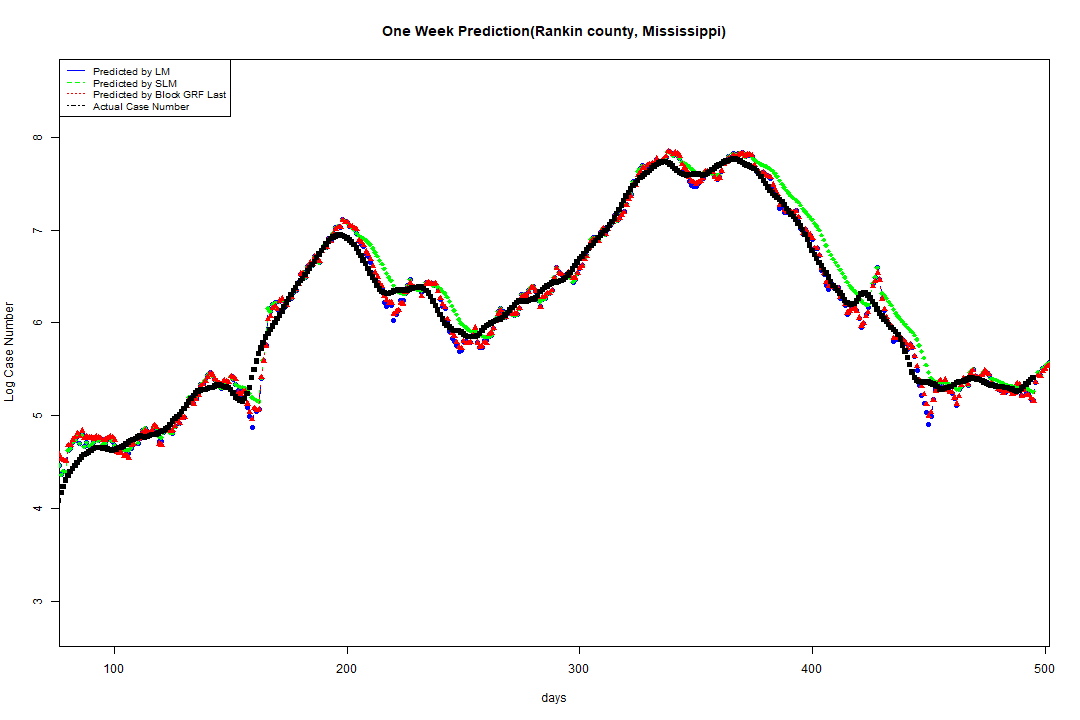 One Week Prediction(Rankin county, Mississippi)
Predicted by LM
Predicted by SLM
Predicted by Block GRF Last
Actual Case Number
8
7
6
5
4
3
Log Case Number
100 200 300 400 500
days